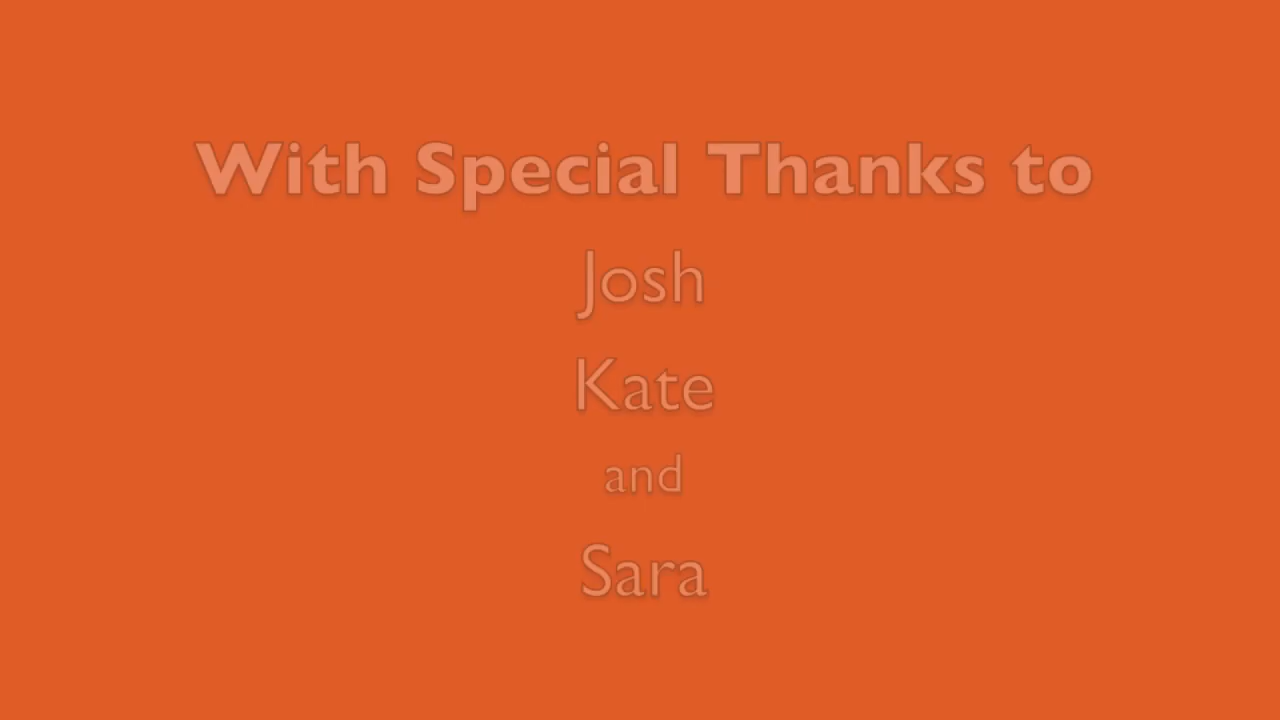 With Special Thanks to
Josh
Kate
and
Sara